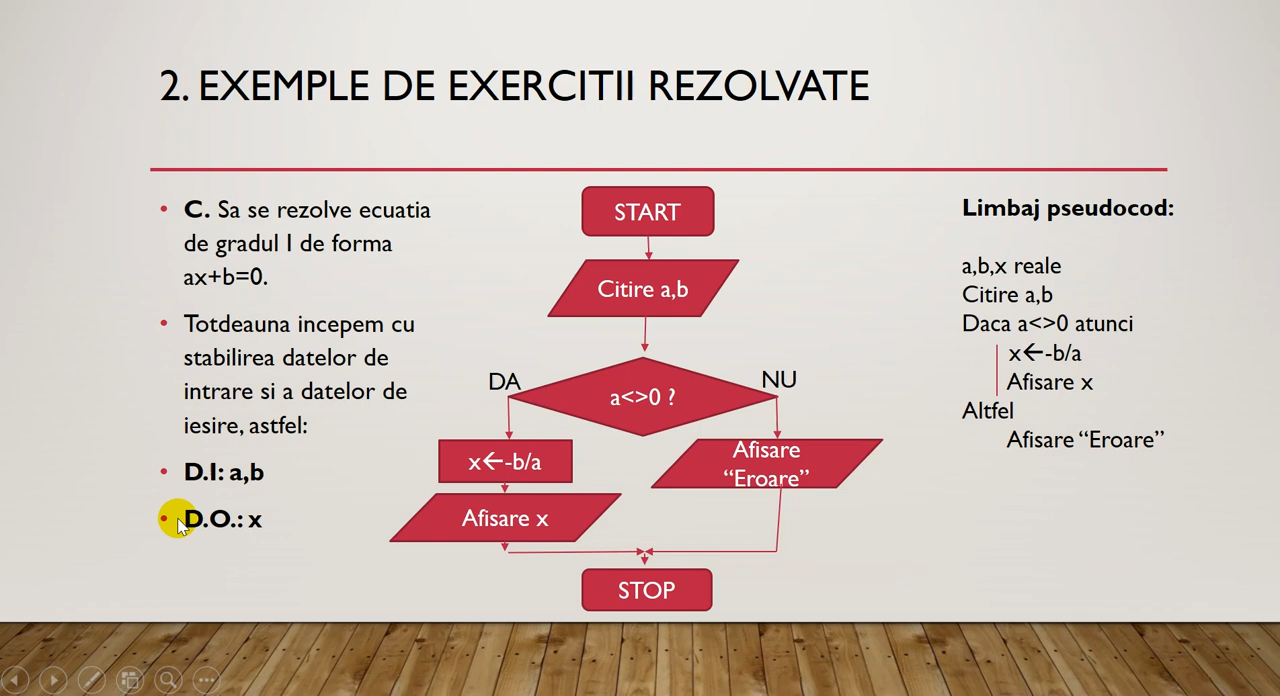 2. EXEMPLE DE EXERCITII REZOLVATE
C. Sa se rezolve ecuatia
de gradul I de forma
ax+b=0.
Totdeauna incepem cu
stabilirea datelor de
intrare si a datelor de
iesire, astfel:
D.I: a,b
D.O.: x
START
Citire a,b
DA
a<>0 ?
NU
x←-b/a
Afisare x
Afisare
“Eroare”
STOP
Limbaj pseudocod:
a,b,x reale
Citire a,b
Daca a<>0 atunci
x←-b/a
Afisare x
Altfel
Afisare “Eroare”